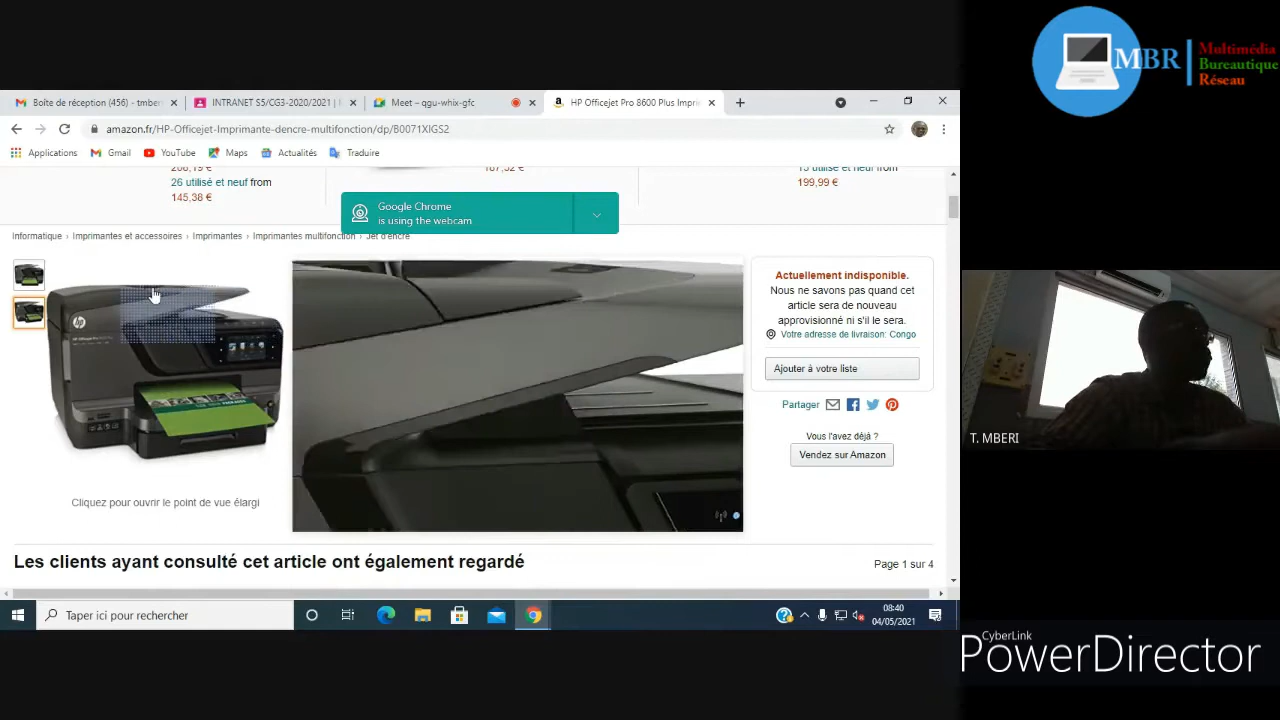 MBR
Multimédia
Bureautique
Réseau
Boîte de réception (456) - tmber
INTRANET S5/CG3-2020/2021 |
Meet – qgu-whix-gfc
HP Officejet Pro 8600 Plus Impri
amazon.fr/HP-Officejet-Imprimante-dencre-multifonction/dp/B0071XIGS2
Applications
Gmail
YouTube
Maps
Actualités
Traduire
26 utilisé et neuf from
145,38 €
199,99 €
Google Chrome
is using the webcam
Informatique › Imprimantes et accessoires › Imprimantes › Imprimantes multifonction › Jet d'encre
Actuellement indisponible.
Nous ne savons pas quand cet
article sera de nouveau
approvisionné ni s'il le sera.
Votre adresse de livraison: Congo
Ajouter à votre liste
Partager
Vous l'avez déjà ?
Vendez sur Amazon
hp
Cliquez pour ouvrir le point de vue élargi
T. MBERI
Les clients ayant consulté cet article ont également regardé
Page 1 sur 4
Taper ici pour rechercher
08:40
04/05/2021
CyberLink
PowerDirector